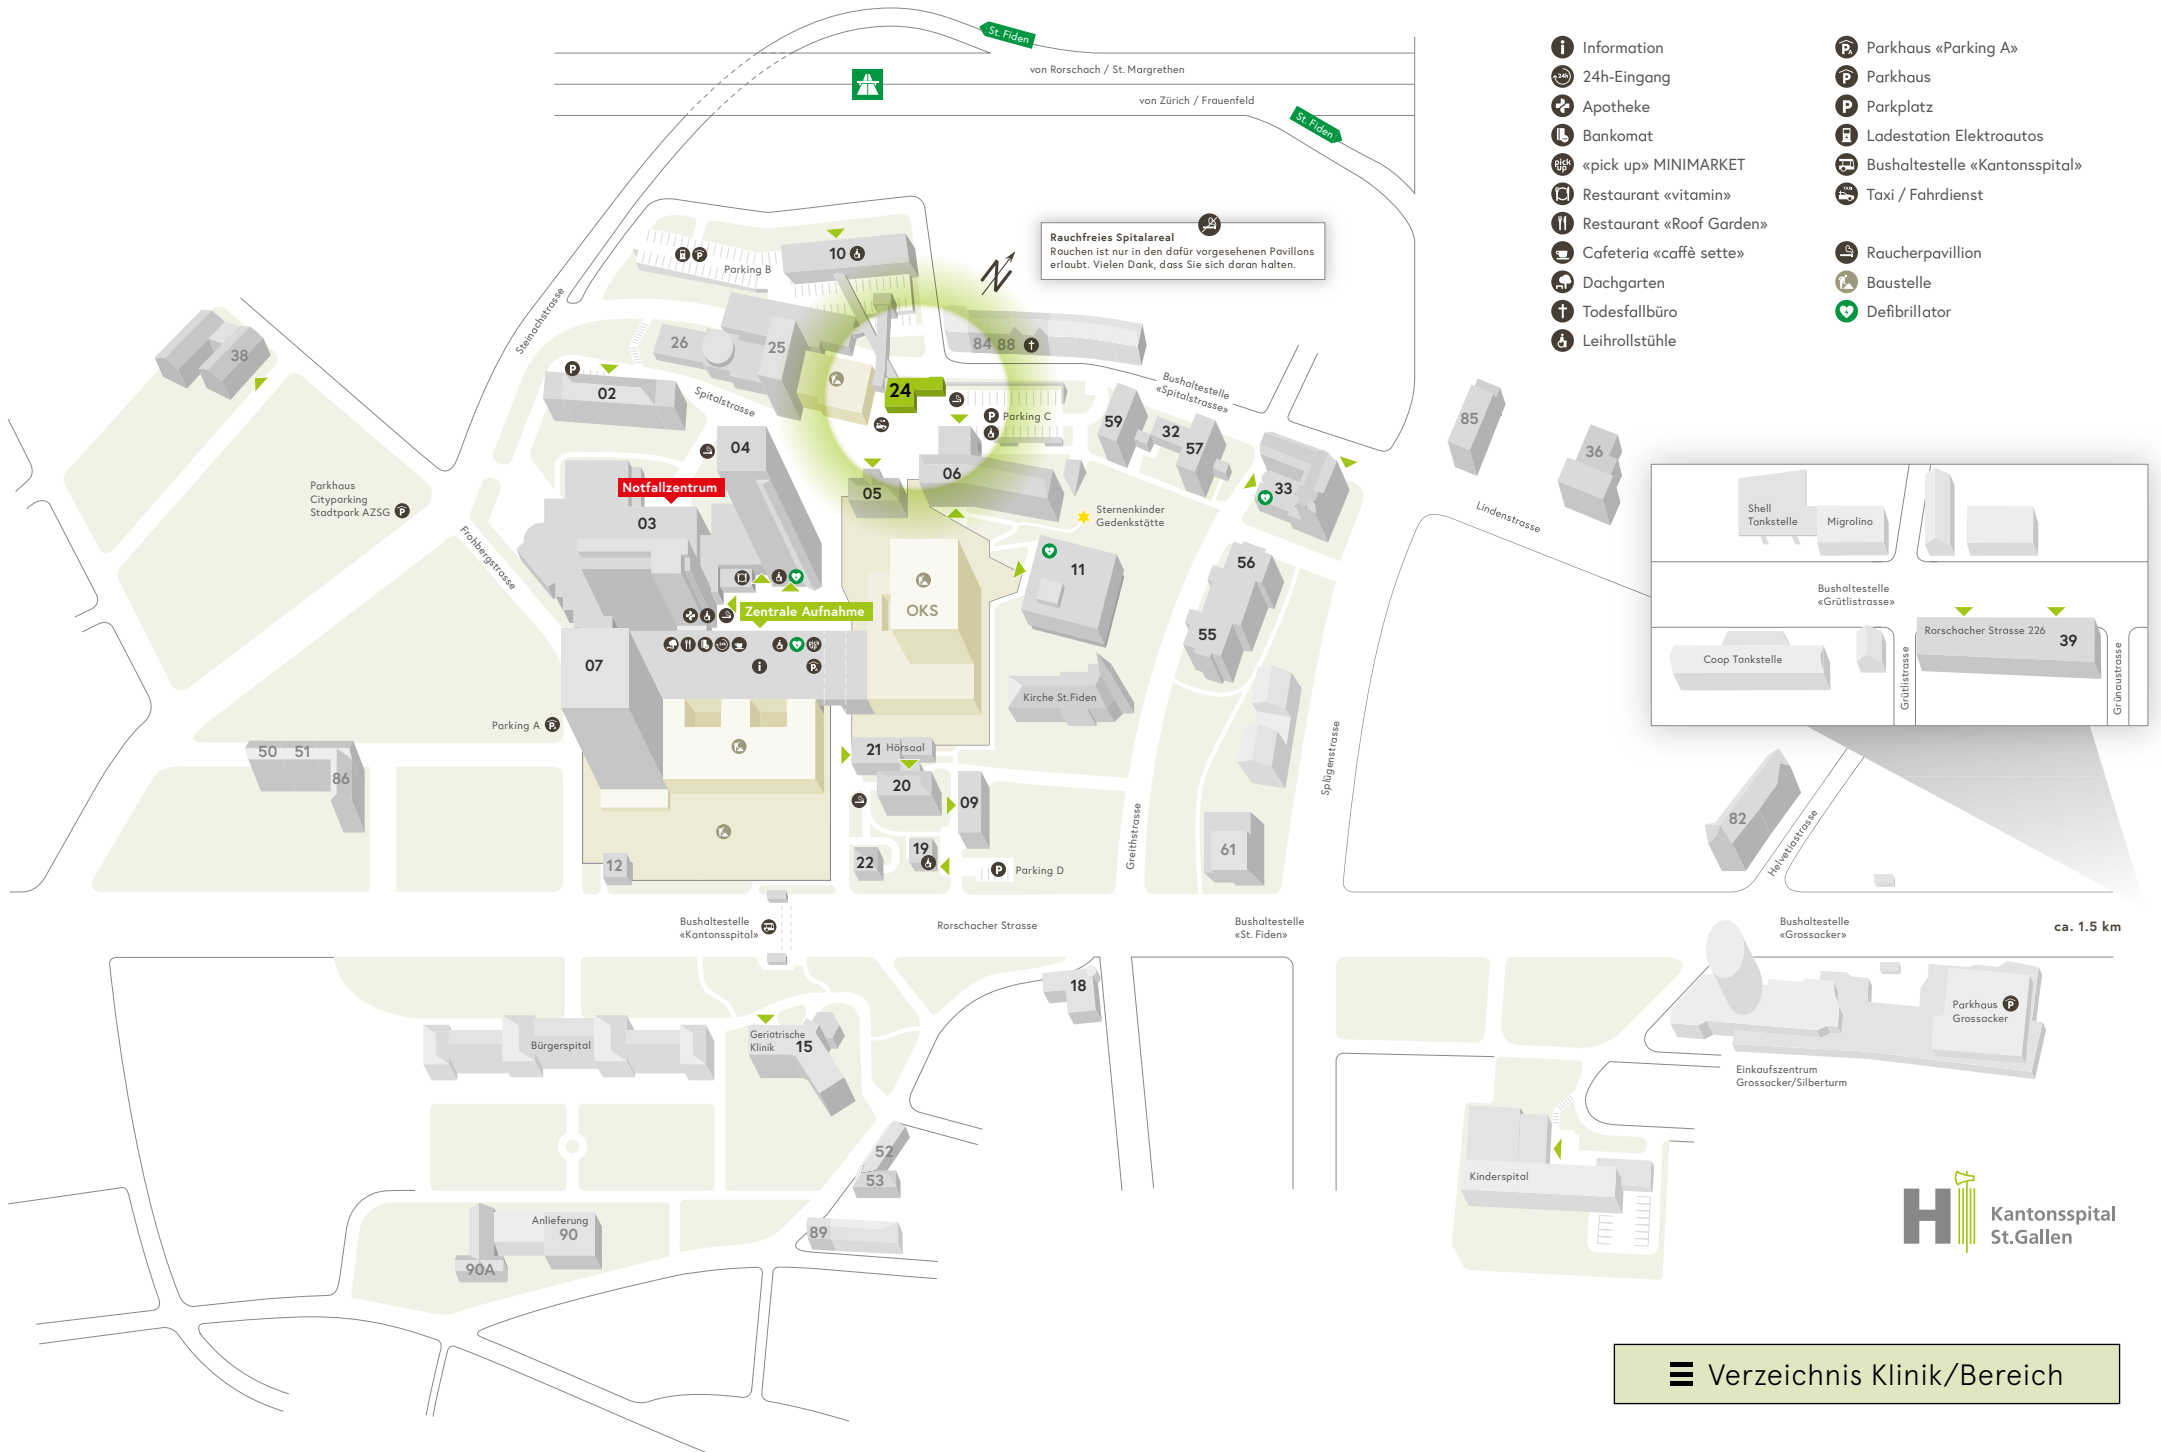 St. Fiden
von Rorschach / St. Margrethen
von Zürich / Frauenfeld
St. Fiden
Information
24h-Eingang
Apotheke
Bankomat
«pick up» MINIMARKET
Restaurant «vitamin»
Restaurant «Roof Garden»
Cafeteria «caffè sette»
Dachgarten
Todesfallbüro
Leihrollstühle
Parkhaus «Parking A»
Parkhaus
Parkplatz
Ladestation Elektroautos
Bushaltestelle «Kantonsspital»
Taxi / Fahrdienst
Raucherpavillion
Baustelle
Defibrillator
Rauchfreies Spitalareal
Rauchen ist nur in den dafür vorgesehenen Pavillons
erlaubt. Vielen Dank, dass Sie sich daran halten.
N
10
Parking B
Steinachstrasse
38
26
25
84 88
02
Spitalstrasse
24
Parking C
Bushaltestelle
«Spitalstrasse»
59
32
57
85
36
04
06
05
33
Notfallzentrum
03
Parkhaus
Cityparking
Stadtpark AZSG
Frohbergstrasse
Sternenkinder
Gedenkstätte
Lindenstrasse
Shell
Tankstelle
Migrolino
Bushaltestelle
«Grütlistrasse»
Rorschacher Strasse 226
39
Coop Tankstelle
Grütlistrasse
Grünaustrasse
11
56
55
OKS
Zentrale Aufnahme
07
Kirche St.Fiden
Parking A
50 51
86
21 Hörsaal
20
09
Splügenstrasse
Greithstrasse
61
82
Helvetiastrasse
12
22
19
Parking D
Bushaltestelle
«Kantonsspital»
Rorschacher Strasse
Bushaltestelle
«St. Fiden»
Bushaltestelle
«Grossacker»
ca. 1.5 km
18
Parkhaus
Grossacker
Bürgerspital
Geriatrische
Klinik 15
Einkaufszentrum
Grossacker/Silberturm
52
53
Kinderspital
89
Anlieferung
90
90A
Kantonsspital
St.Gallen
Verzeichnis Klinik/Bereich